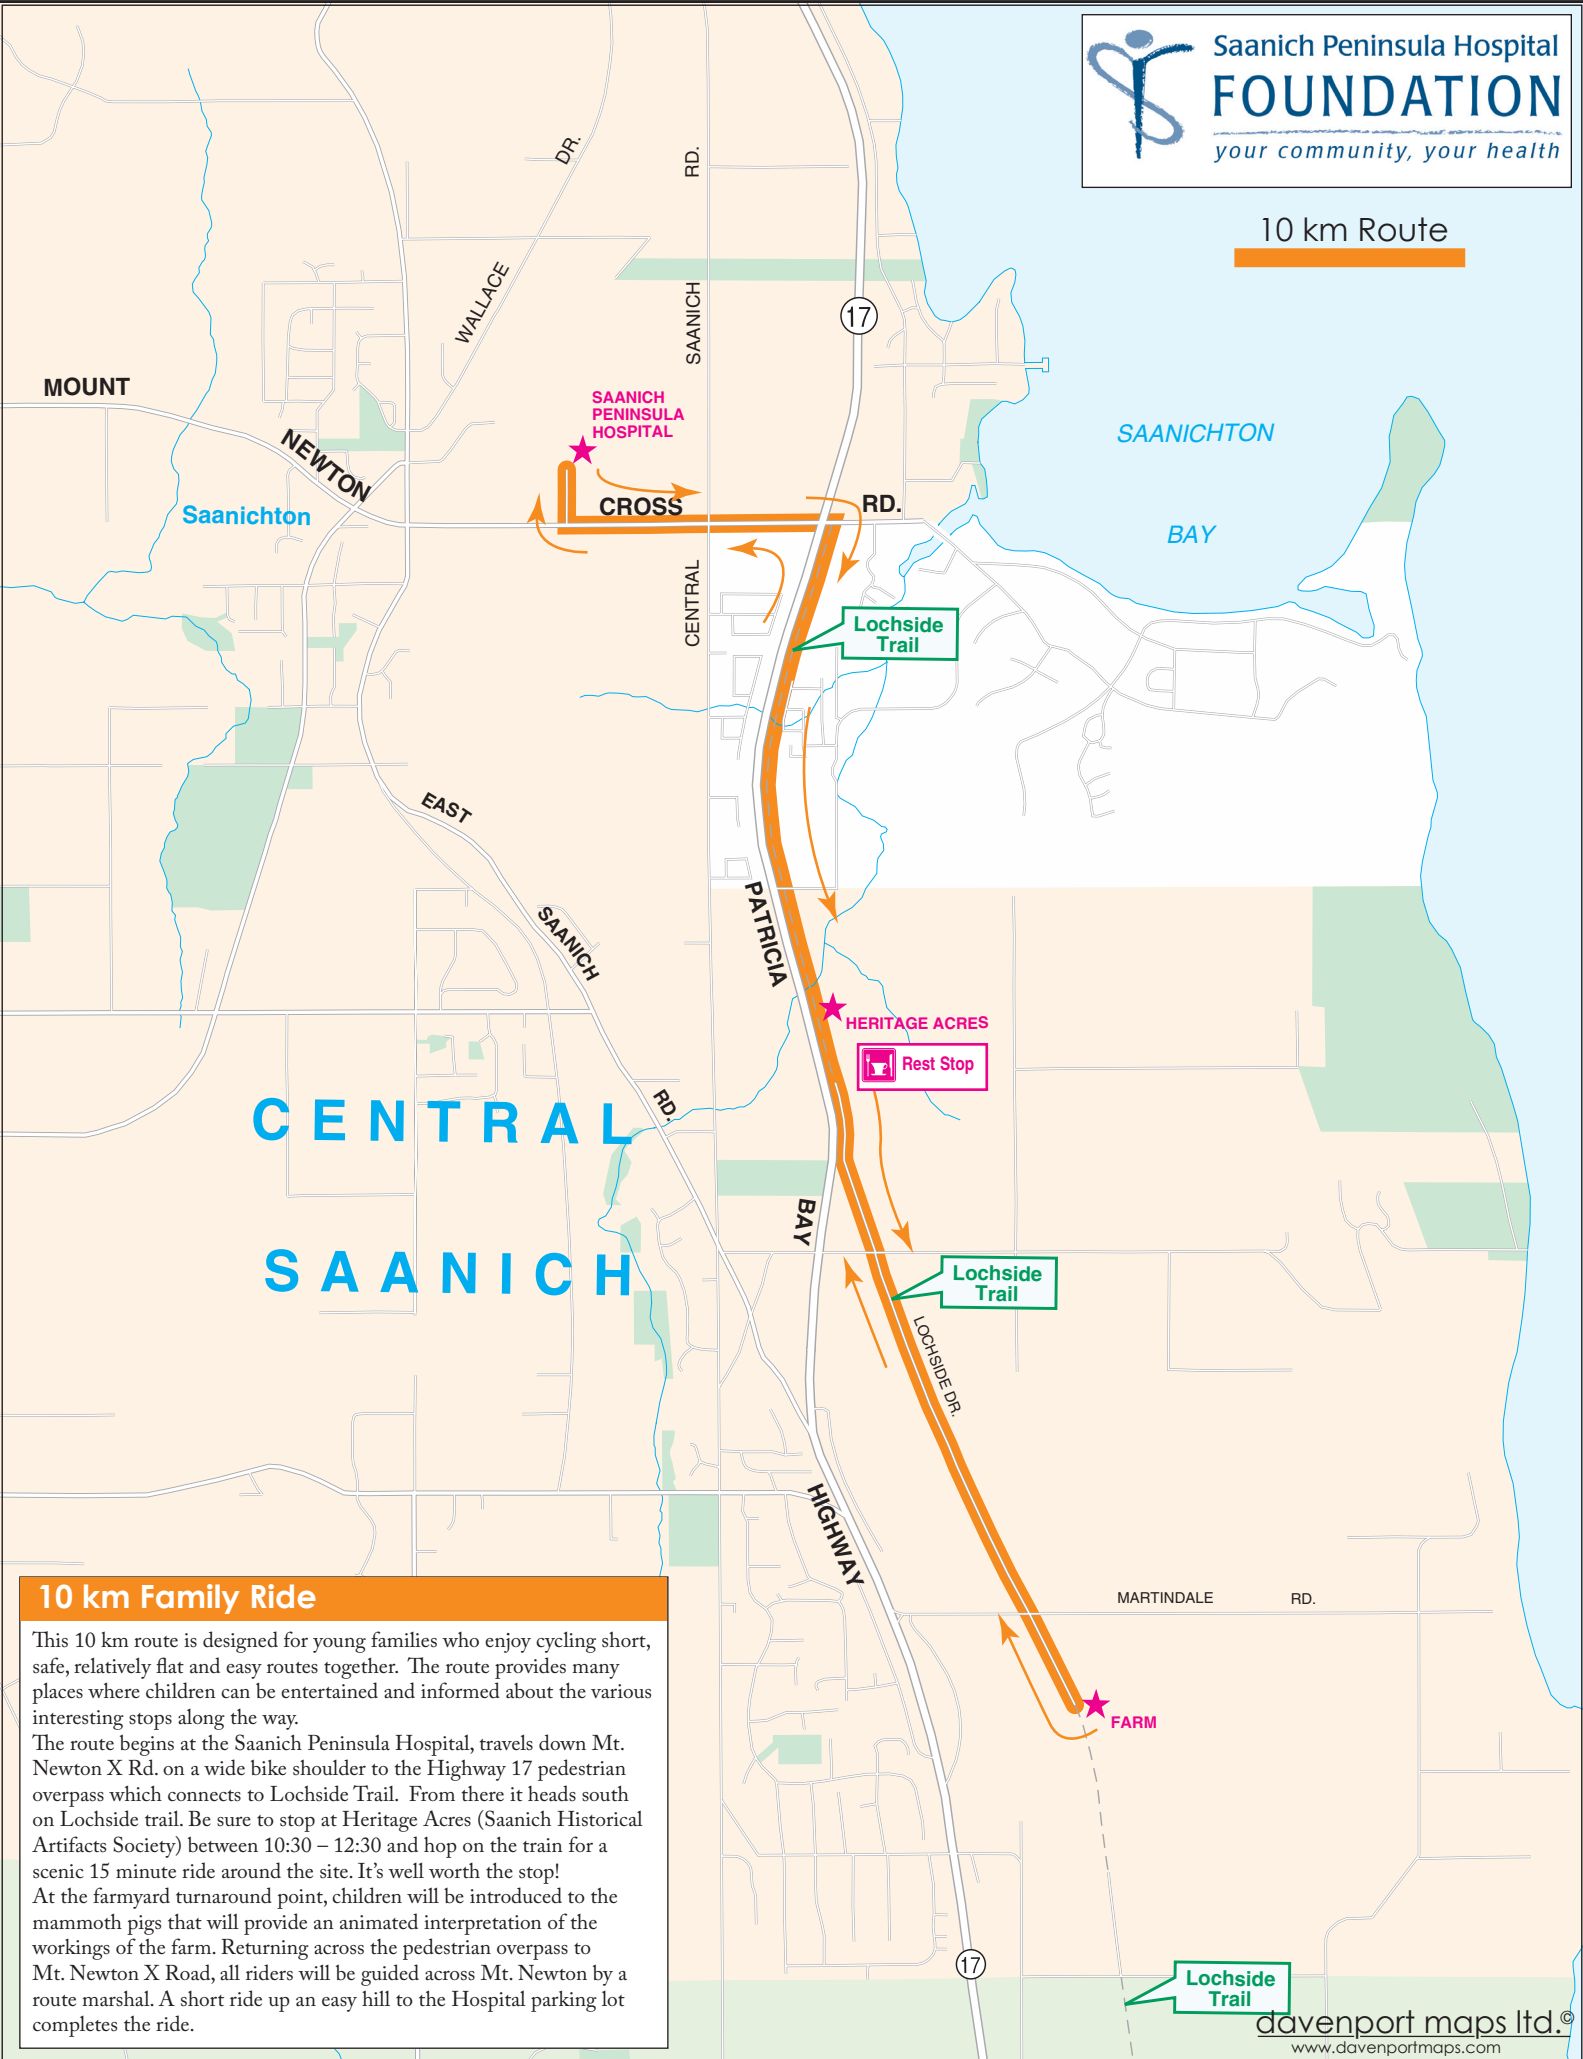 Saanich Peninsula Hospital
FOUNDATION
your community, your health
10 km Route
DR.
RD.
WALLACE
SAANICH
17
MOUNT
SAANICH
PENINSULA
HOSPITAL
SAANICHTON
NEWTON
CROSS
RD.
Saanichton
BAY
CENTRAL
Lochside
Trail
EAST
PATRICIA
SAANICH
HERITAGE ACRES
Rest Stop
RD.
CENTRAL
BAY
SAANICH
Lochside
Trail
LOCHSIDE DR.
HIGHWAY
MARTINDALE RD.
FARM
10 km Family Ride
This 10 km route is designed for young families who enjoy cycling short,
safe, relatively flat and easy routes together.  The route provides many
places where children can be entertained and informed about the various
interesting stops along the way.
The route begins at the Saanich Peninsula Hospital, travels down Mt.
Newton X Rd. on a wide bike shoulder to the Highway 17 pedestrian
overpass which connects to Lochside Trail.  From there it heads south
on Lochside trail. Be sure to stop at Heritage Acres (Saanich Historical
Artifacts Society) between 10:30 – 12:30 and hop on the train for a
scenic 15 minute ride around the site. It’s well worth the stop!
At the farmyard turnaround point, children will be introduced to the
mammoth pigs that will provide an animated interpretation of the
workings of the farm. Returning across the pedestrian overpass to
Mt. Newton X Road, all riders will be guided across Mt. Newton by a
route marshal. A short ride up an easy hill to the Hospital parking lot
completes the ride.
17
Lochside
Trail
davenport maps ltd.©
www.davenportmaps.com